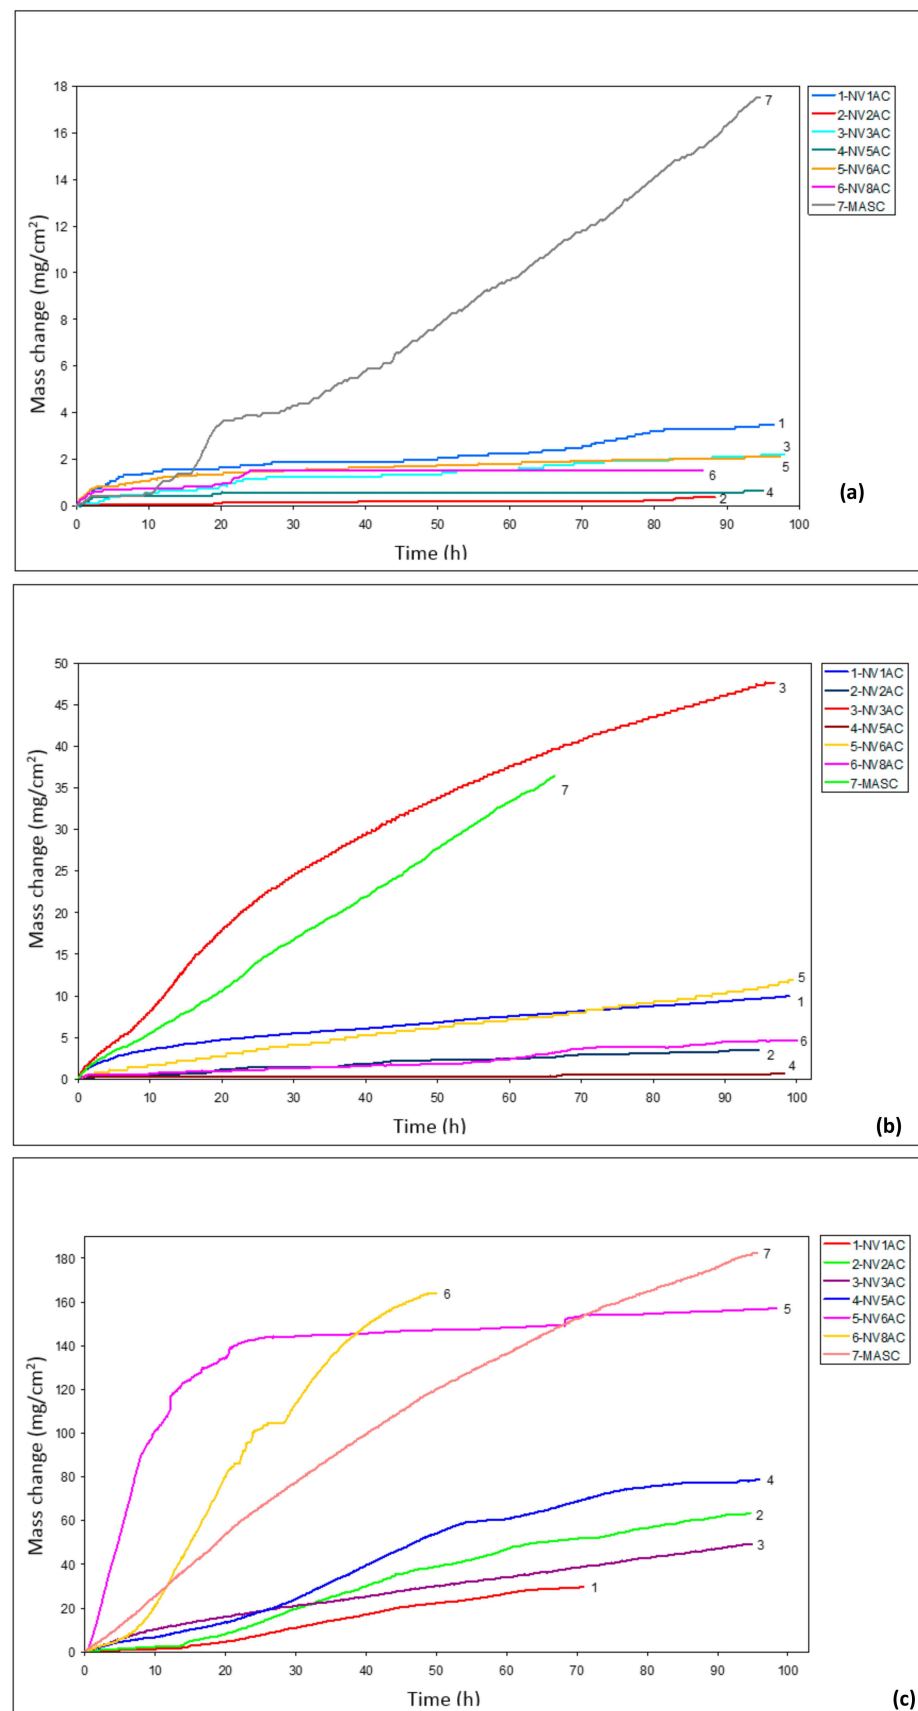 18
16
14
12
10
8
6
4
2
0
Mass change (mg/cm²)
0 10 20 30 40 50 60 70 80 90 100
Time (h)
7
1
3
5
6
4
2
1-NV1AC
2-NV2AC
3-NV3AC
4-NV5AC
5-NV6AC
6-NV8AC
7-MASC
(a)
50
45
40
35
30
25
20
15
10
5
0
Mass change (mg/cm²)
0 10 20 30 40 50 60 70 80 90 100
Time (h)
3
7
5
1
6
2
4
1-NV1AC
2-NV2AC
3-NV3AC
4-NV5AC
5-NV6AC
6-NV8AC
7-MASC
(b)
180
160
140
120
100
80
60
40
20
0
Mass change (mg/cm²)
0 10 20 30 40 50 60 70 80 90 100
Time (h)
7
6
5
4
2
3
1
1-NV1AC
2-NV2AC
3-NV3AC
4-NV5AC
5-NV6AC
6-NV8AC
7-MASC
(c)